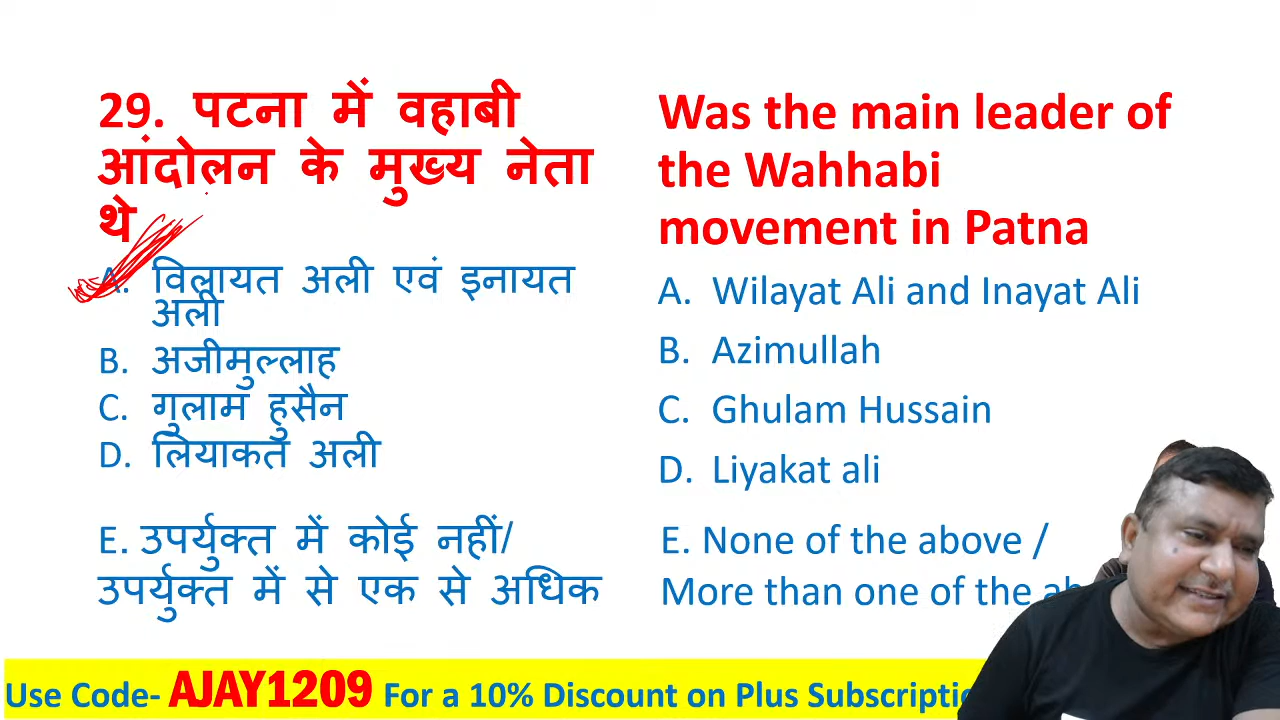 29. पटना में वहाबी
आंदोलन के मुख्य नेता
थे
A. विलायत अली एवं इनायत
अली
B. अजीमुल्लाह
C. गुलाम हुसैन
D. लियाकत अली
E. उपर्युक्त में कोई नहीं/
उपर्युक्त में से एक से अधिक
Was the main leader of
the Wahhabi
movement in Patna
A. Wilayat Ali and Inayat Ali
B. Azimullah
C. Ghulam Hussain
D. Liyakat ali
E. None of the above /
More than one of the
Use Code- AJAY1209 For a 10% Discount on Plus